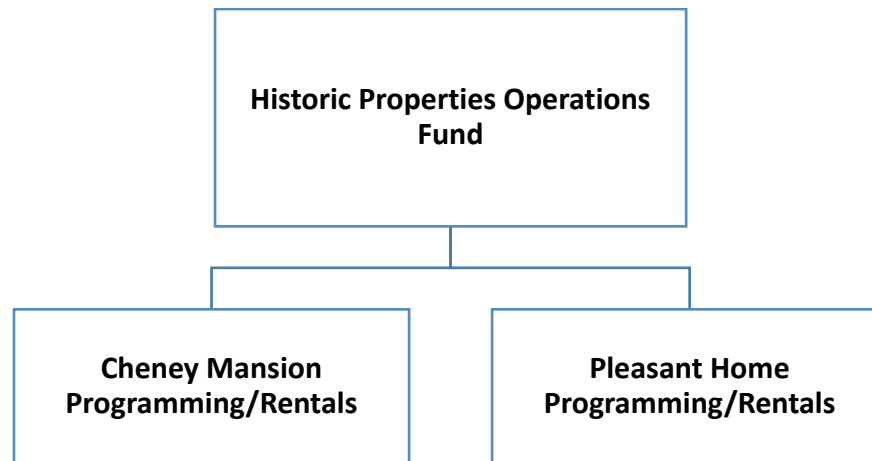 Historic Properties Operations
Fund
Cheney Mansion
Programming/Rentals
Pleasant Home
Programming/Rentals